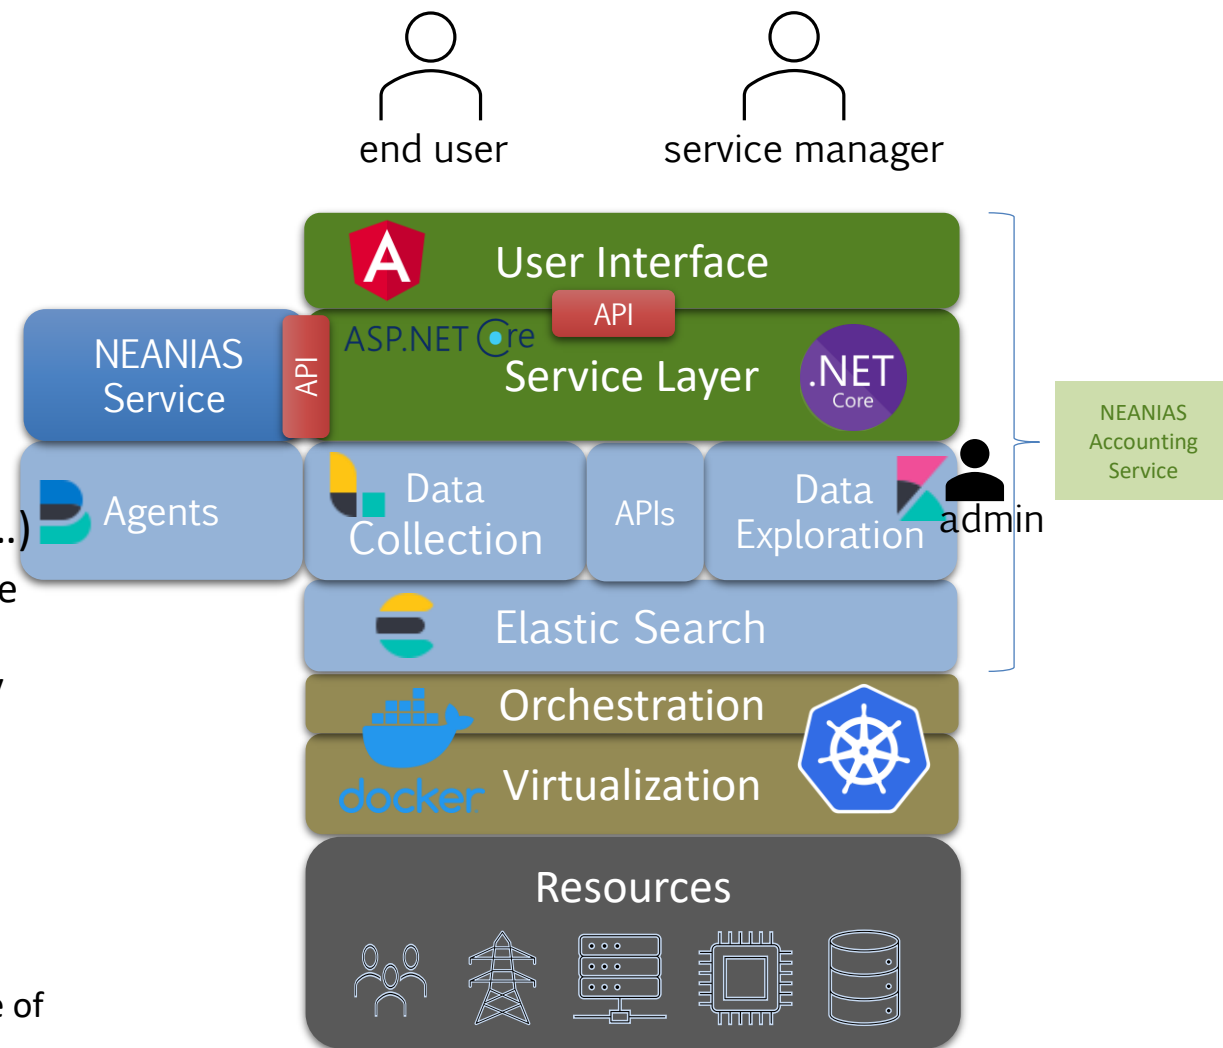 end user
service manager
User Interface
API
ASP.NET Core
NEANIAS
Service
API
Service Layer
.NET
Core
NEANIAS
Accounting
Service
Agents
Data
Collection
APIs
Data
Exploration
admin
..)
e
Elastic Search
Orchestration
docker
Virtualization
Resources
e of